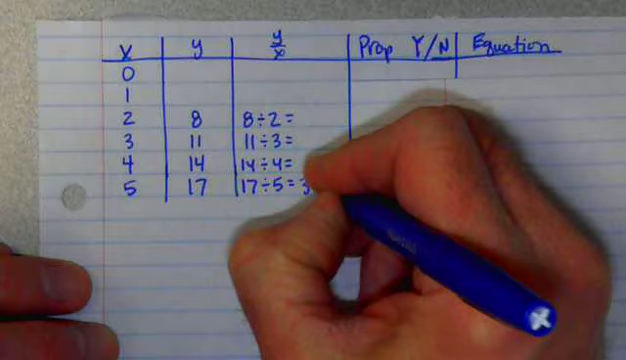 x y y/x Prop Y/N Equation
0
1
2 8 8÷2=
3 11 11÷3=
4 14 14÷4=
5 17 17÷5=3